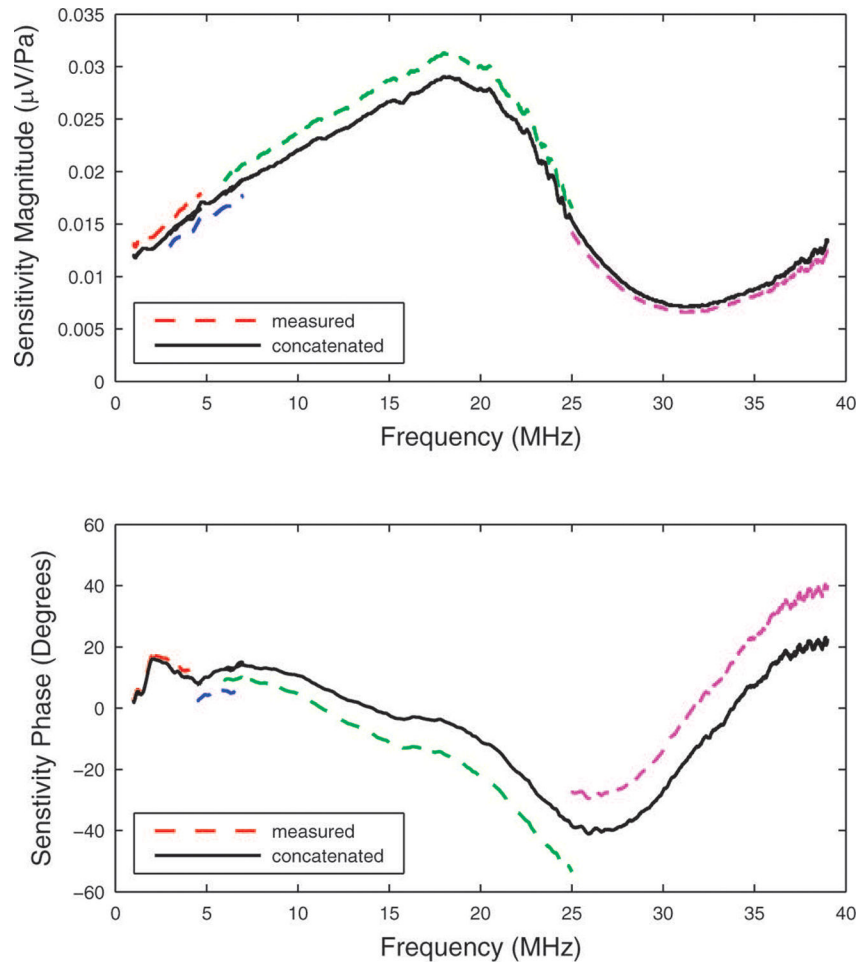 0.035
0.03
0.025
0.02
0.015
0.01
0.005
0
Sensitivity Magnitude (μV/Pa)
measured
concatenated
0 5 10 15 20 25 30 35 40
Frequency (MHz)
60
40
20
0
−20
−40
−60
Senstivity Phase (Degrees)
measured
concatenated
0 5 10 15 20 25 30 35 40
Frequency (MHz)